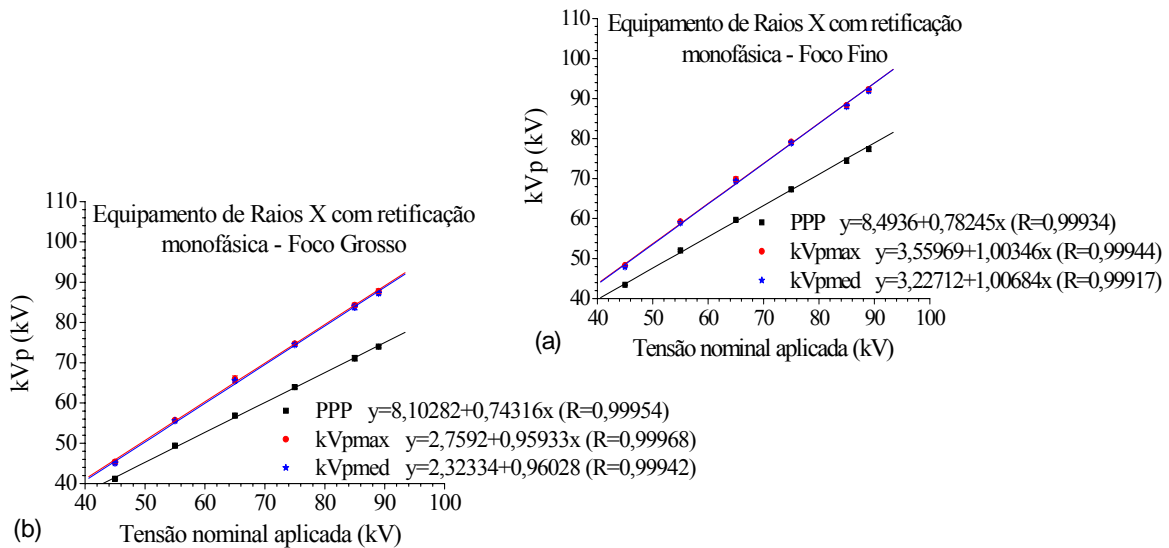 Equipamento de Raios X com retificação
monofásica - Foco Fino
kVp (kV)
110
100
90
80
70
60
50
40
PPP y=8,4936+0,78245x (R=0,99934)
kVpmax y=3,55969+1,00346x (R=0,99944)
kVpmed y=3,22712+1,00684x (R=0,99917)
40 50 60 70 80 90 100
(a)
Tensão nominal aplicada (kV)
Equipamento de Raios X com retificação
monofásica - Foco Grosso
kVp (kV)
110
100
90
80
70
60
50
40
PPP y=8,10282+0,74316x (R=0,99954)
kVpmax y=2,7592+0,95933x (R=0,99968)
kVpmed y=2,32334+0,96028 (R=0,99942)
40 50 60 70 80 90 100
(b)
Tensão nominal aplicada (kV)